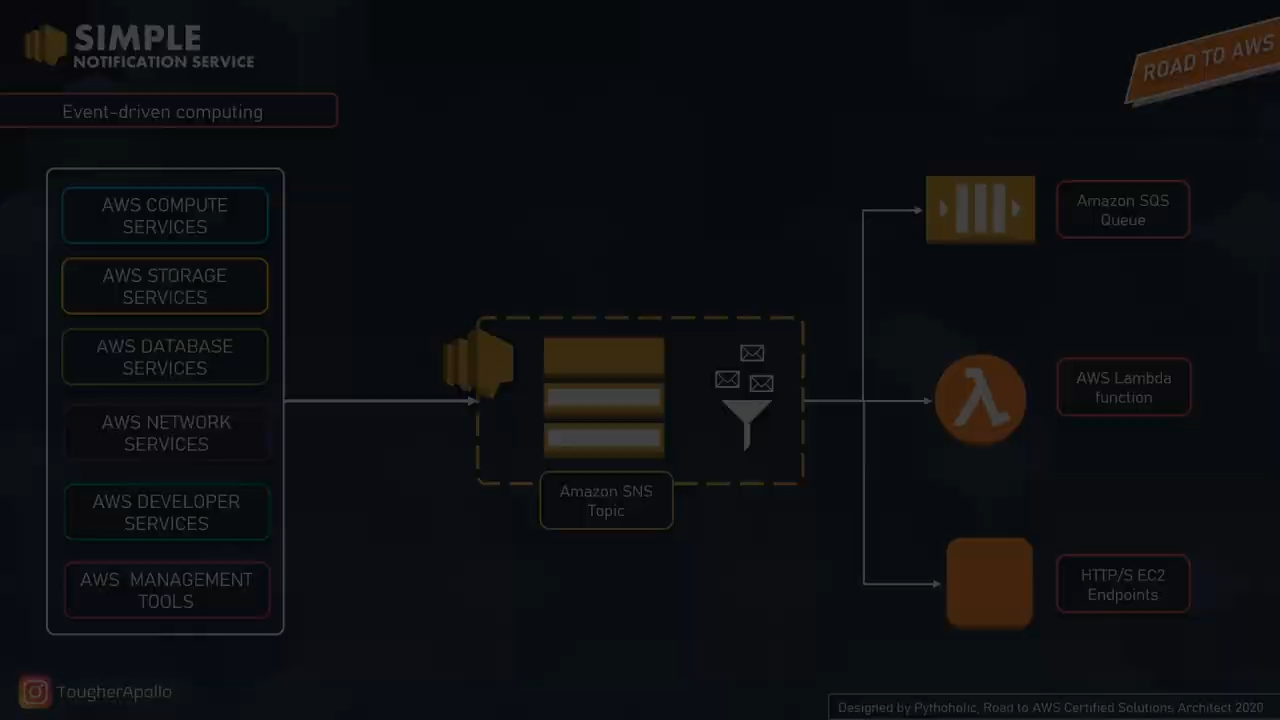 SIMPLE
NOTIFICATION SERVICE
ROAD TO AWS
Event-driven computing
AWS COMPUTE
SERVICES
AWS STORAGE
SERVICES
AWS DATABASE
SERVICES
AWS NETWORK
SERVICES
AWS DEVELOPER
SERVICES
AWS MANAGEMENT
TOOLS
Amazon SNS
Topic
Amazon SQS
Queue
AWS Lambda
function
HTTP/S EC2
Endpoints
TougherApollo
Designed by Pythoholic, Road to AWS Certified Solutions Architect 2020